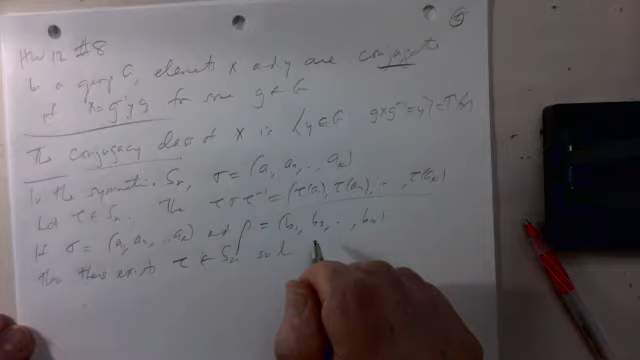 5
HW 12 #8
In a group G, elements x and y are conjugate
if x = g⁻¹yg for some g ∈ G
The conjugacy class of x is {y ∈ G: gxg⁻¹ = y
In the symmetric Sₙ, σ = (a₁, a₂, .. aₖ)
Let τ ∈ Sₙ. The τστ⁻¹ = (τ(a₁), τ(a₂), .. , τ(aₖ))
If σ = (a₁, a₂, .. aₖ) and ρ = (b₁, b₂, .. , bₖ)
then there exists τ ∈ Sₙ such